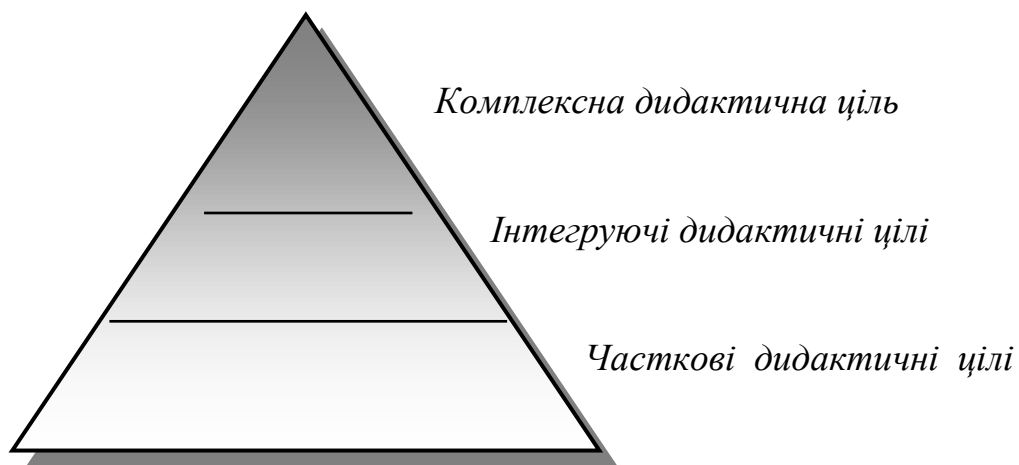 Комплексна дидактична ціль
Інтегруючі дидактичні цілі
Часткові дидактичні цілі